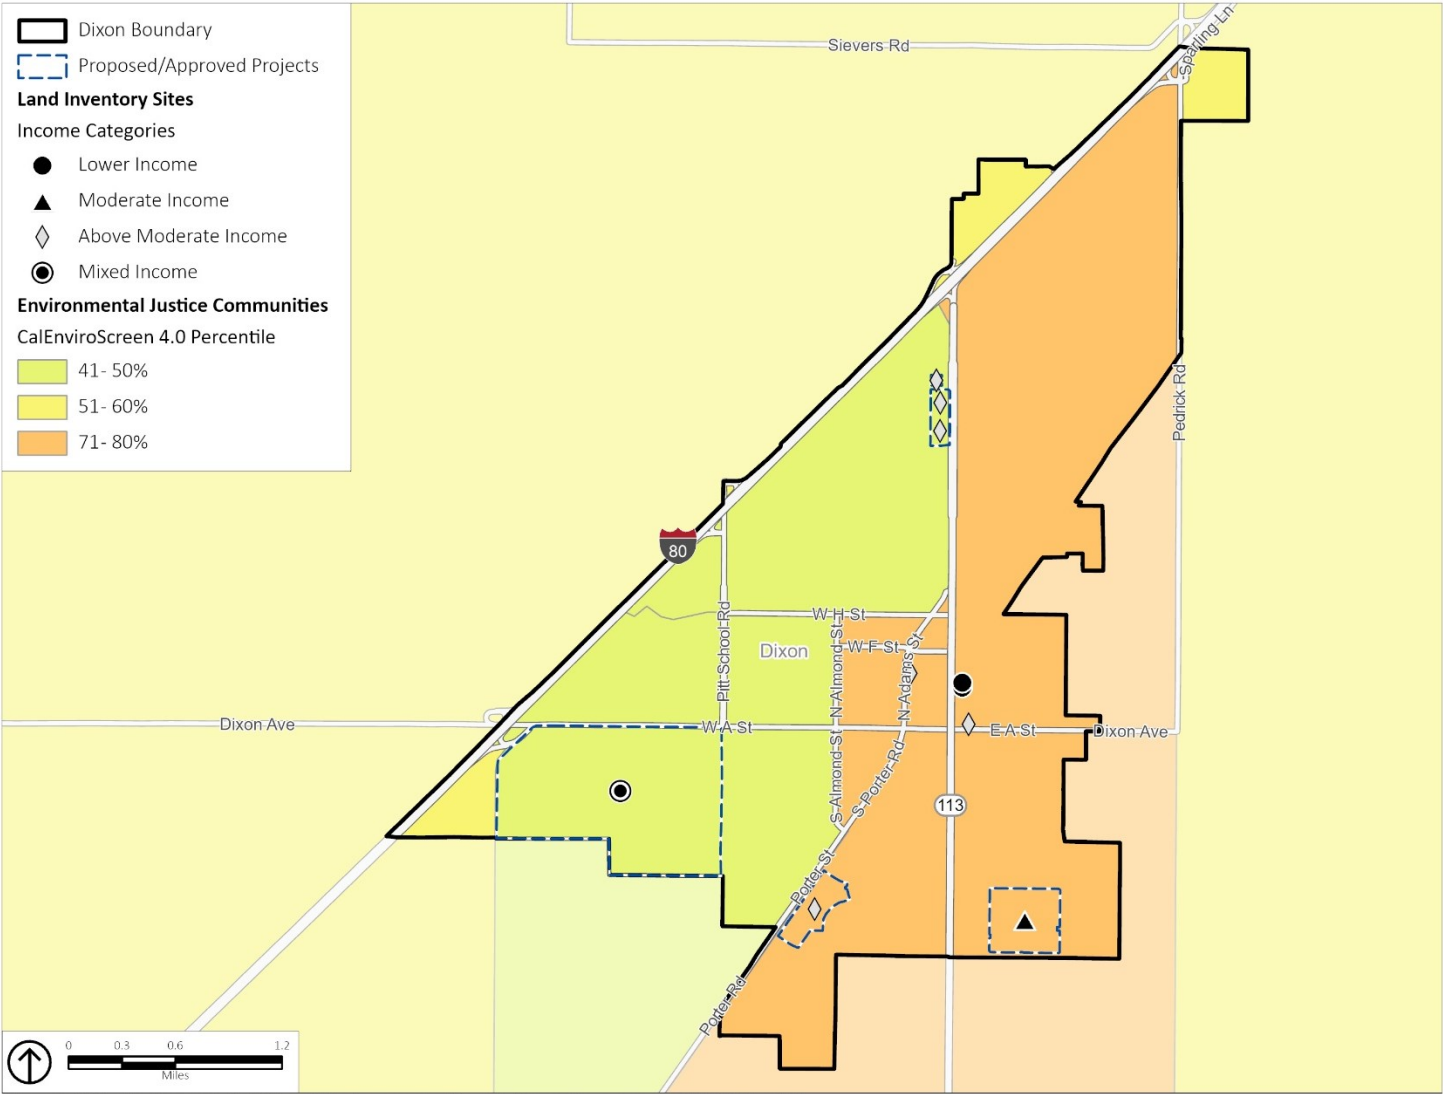 Dixon Boundary
Proposed/Approved Projects
Land Inventory Sites
Income Categories
Lower Income
Moderate Income
Above Moderate Income
Mixed Income
Environmental Justice Communities
CalEnviroScreen 4.0 Percentile
41- 50%
51- 60%
71- 80%
Sievers Rd
Sparling Ln
Pedrick Rd
80
W H St
Pitt School Rd
Dixon
N Almond St
W F St
N Adams St
Dixon Ave
W A St
E A St
Dixon Ave
S Almond St
S Porter Rd
113
Porter St
Porter Rd
0 0.3 0.6 1.2
Miles